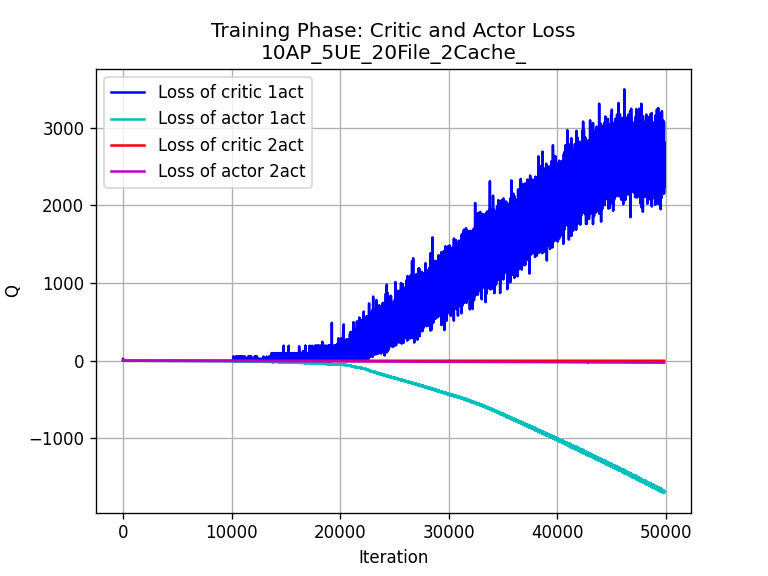 Training Phase: Critic and Actor Loss
10AP_5UE_20File_2Cache_
Loss of critic 1act
Loss of actor 1act
Loss of critic 2act
Loss of actor 2act
3000
2000
1000
0
−1000
Q
0 10000 20000 30000 40000 50000
Iteration